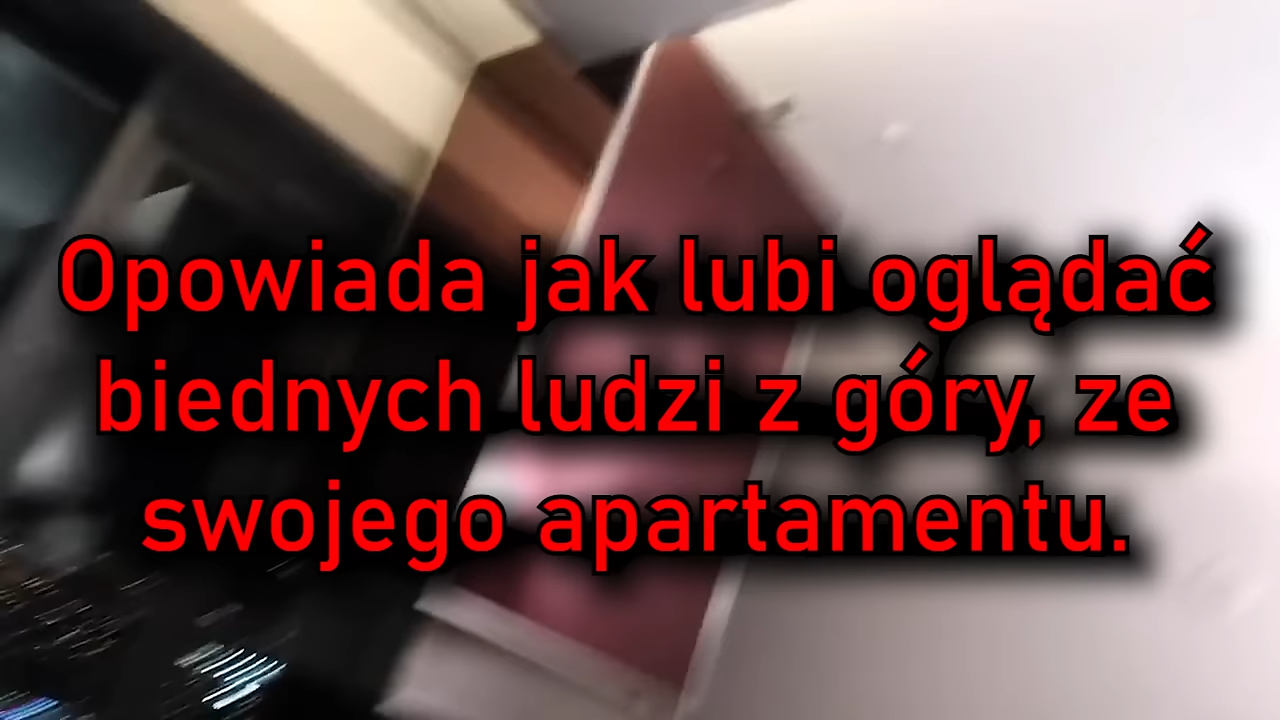 Opowiada jak lubi oglądać
biednych ludzi z góry, ze
swojego apartamentu.